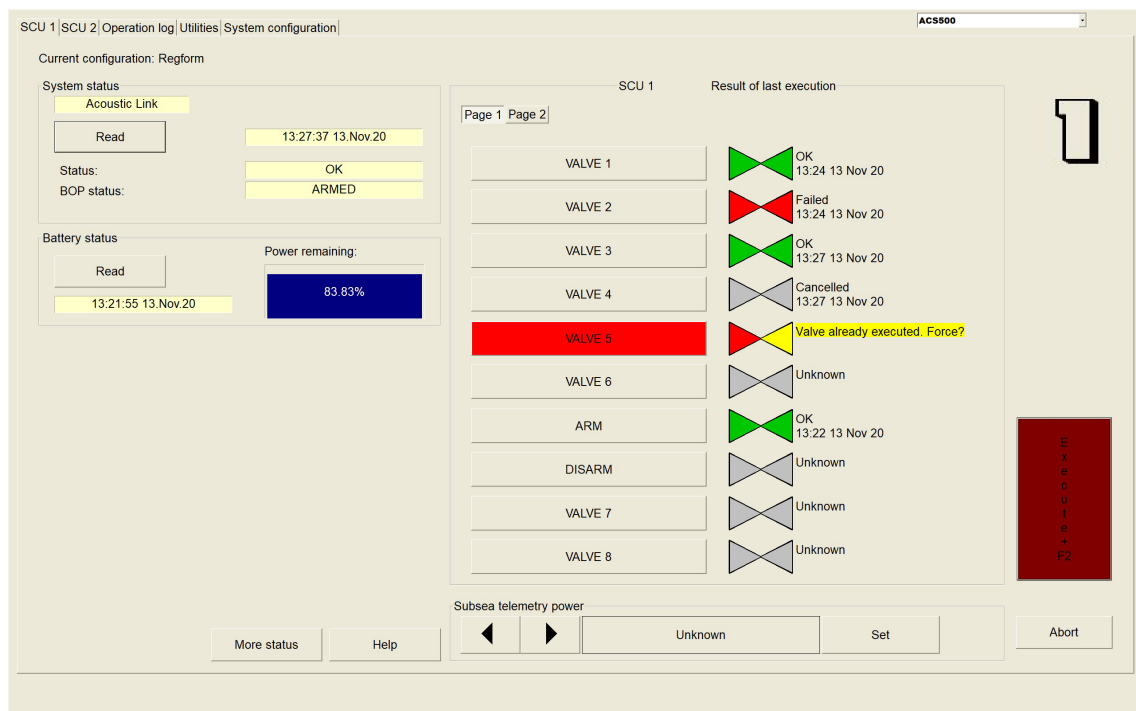 SCU 1 SCU 2 Operation log Utilities System configuration
ACS500
Current configuration: Regform
System status
Acoustic Link
Read
13:27:37 13.Nov.20
Status:
OK
BOP status:
ARMED
Battery status
Read
Power remaining:
83.83%
13:21:55 13.Nov.20
SCU 1
Result of last execution
Page 1 Page 2
VALVE 1
OK
13:24 13 Nov 20
VALVE 2
Failed
13:24 13 Nov 20
VALVE 3
OK
13:27 13 Nov 20
VALVE 4
Cancelled
13:27 13 Nov 20
VALVE 5
Valve already executed. Force?
VALVE 6
Unknown
ARM
OK
13:22 13 Nov 20
DISARM
Unknown
VALVE 7
Unknown
VALVE 8
Unknown
1
E
x
e
c
u
t
e
+
F2
Subsea telemetry power
Unknown
Set
Abort
More status
Help